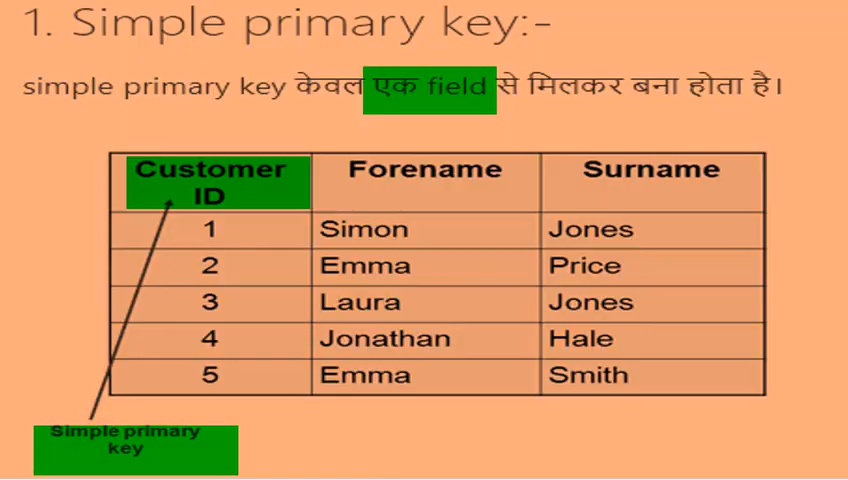 1. Simple primary key:-
simple primary key केवल एक field से मिलकर बना होता है।
Customer Forename Surname
ID
1 Simon Jones
2 Emma Price
3 Laura Jones
4 Jonathan Hale
5 Emma Smith
Simple primary
key